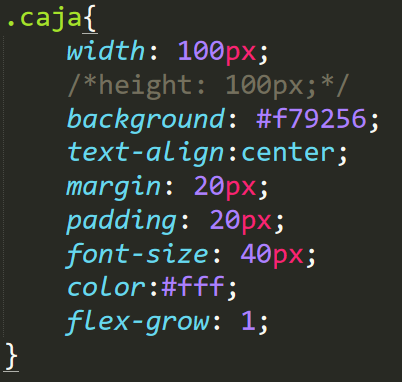 .caja{
width: 100px;
/*height: 100px;*/
background: #f79256;
text-align:center;
margin: 20px;
padding: 20px;
font-size: 40px;
color:#fff;
flex-grow: 1;
}